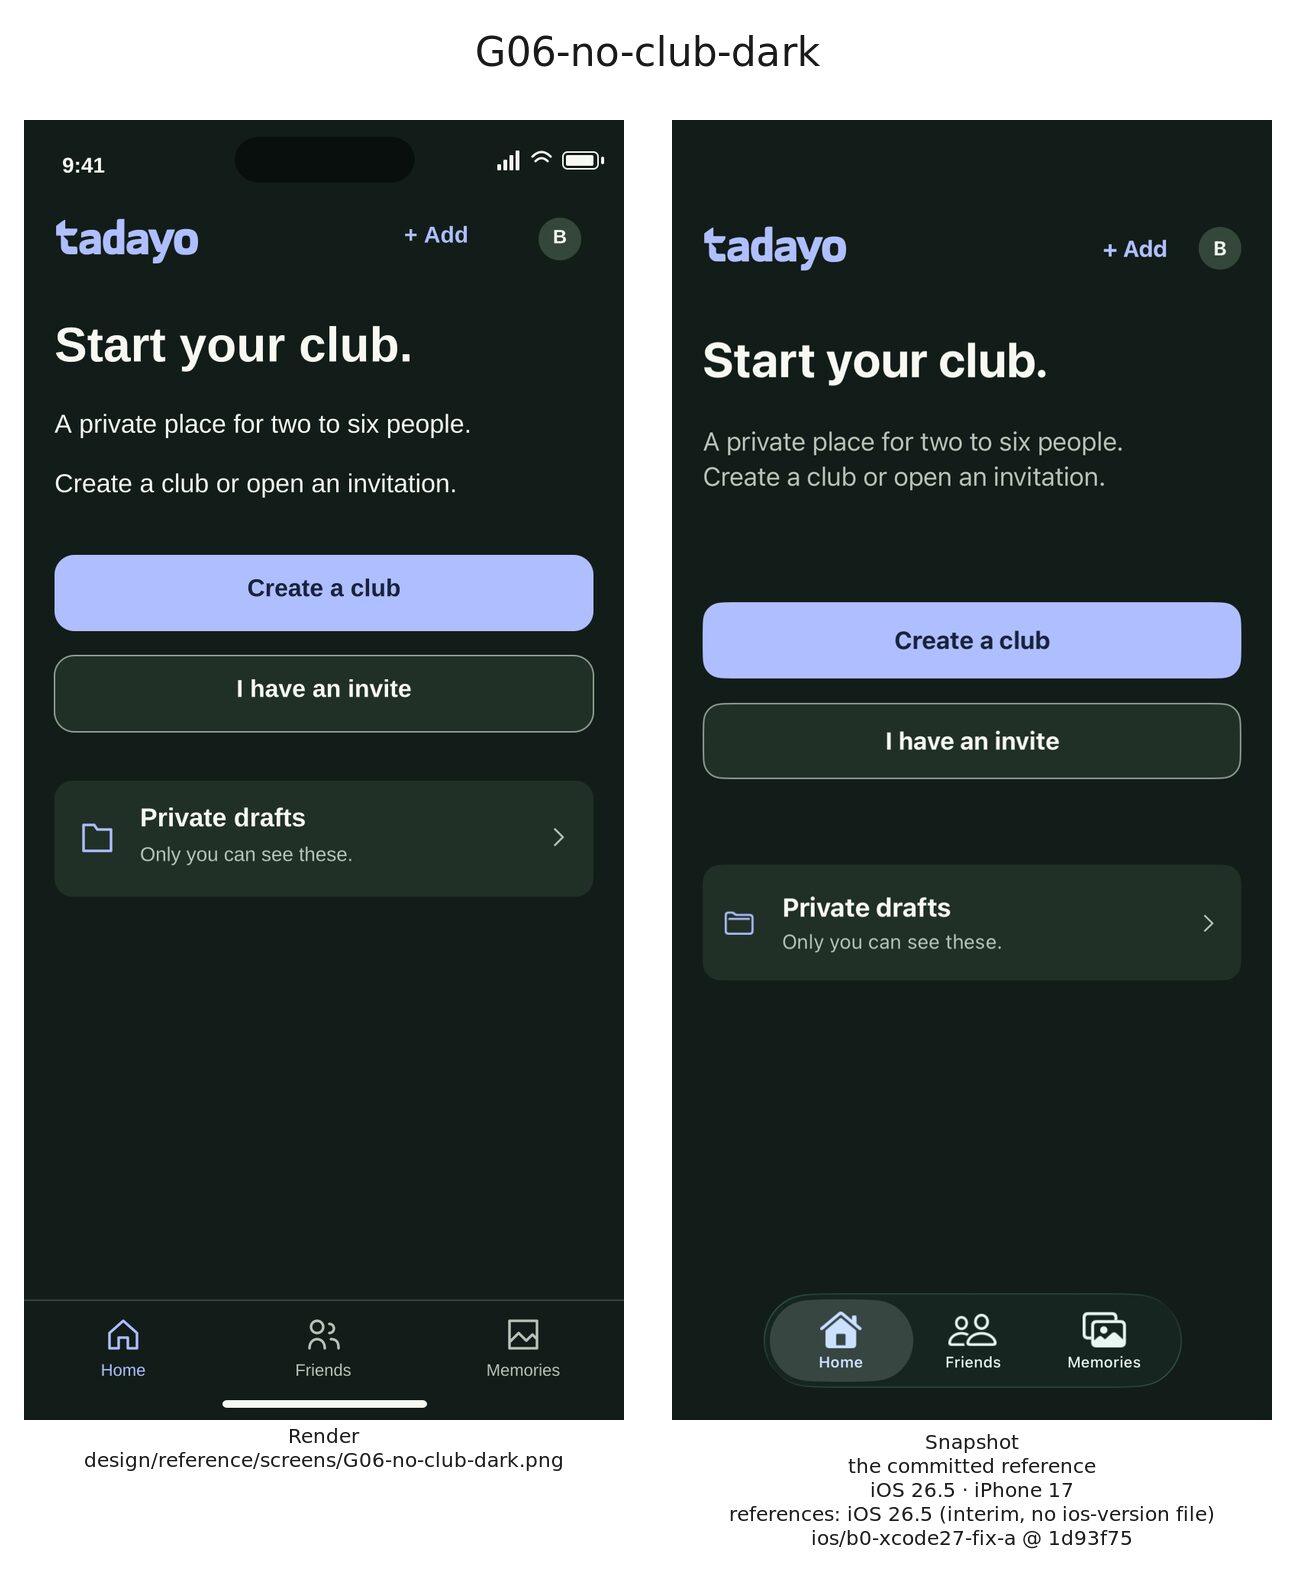 G06-no-club-dark
9:41
tadayo
+ Add
B
Start your club.
A private place for two to six people.
Create a club or open an invitation.
Create a club
I have an invite
Private drafts
Only you can see these.
Home
Friends
Memories
Render
design/reference/screens/G06-no-club-dark.png
tadayo
+ Add
B
Start your club.
A private place for two to six people.
Create a club or open an invitation.
Create a club
I have an invite
Private drafts
Only you can see these.
Home
Friends
Memories
Snapshot
the committed reference
iOS 26.5 · iPhone 17
references: iOS 26.5 (interim, no ios-version file)
ios/b0-xcode27-fix-a @ 1d93f75